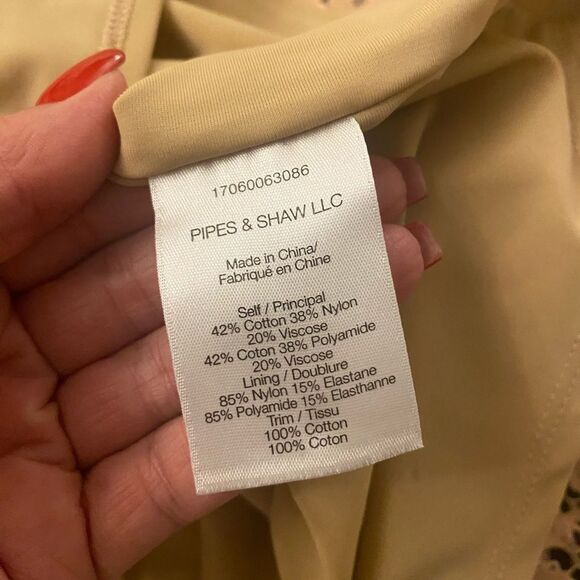 17060063086
PIPES & SHAW LLC
Made in China/
Fabriqué en Chine
Self / Principal
42% Cotton 38% Nylon
20% Viscose
42% Coton 38% Polyamide
20% Viscose
Lining / Doublure
85% Nylon 15% Elastane
85% Polyamide 15% Elasthanne
Trim / Tissu
100% Cotton
100% Coton